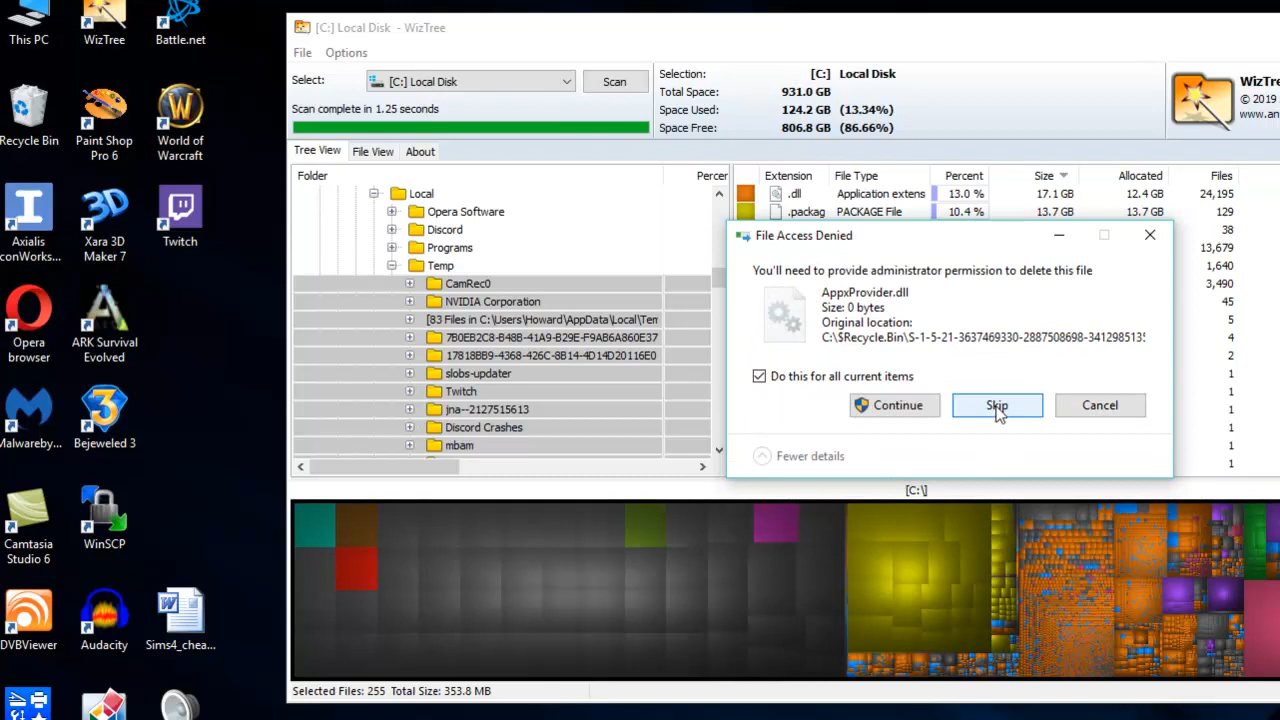 This PC
WizTree
Battle.net
Recycle Bin
Paint Shop
Pro 6
World of
Warcraft
Axialis
conWorks...
Xara 3D
Maker 7
Twitch
Opera
browser
ARK Survival
Evolved
Malwareby...
Bejeweled 3
Camtasia
Studio 6
WinSCP
DVBViewer
Audacity
Sims4_chea...
[C:] Local Disk - WizTree
File Options
Select: [C:] Local Disk Scan
Scan complete in 1.25 seconds
Selection: [C:] Local Disk
Total Space: 931.0 GB
Space Used: 124.2 GB (13.34%)
Space Free: 806.8 GB (86.66%)
WizTre
© 2019
www.an
Tree View File View About
Folder Percer
Local
Opera Software
Discord
Programs
Temp
CamRec0
NVIDIA Corporation
[83 Files in C:\Users\Howard\AppData\Local\Ten
7B0EB2C8-B48B-41A9-B29E-F9AB6A860E37
17818BB9-4368-426C-8B14-4D14D20116E0
slobs-updater
Twitch
jna--2127515613
Discord Crashes
mbam
Extension File Type Percent Size Allocated Files
.dll Application extens 13.0 % 17.1 GB 12.4 GB 24,195
.packag PACKAGE File 10.4 % 13.7 GB 13.7 GB 129
38
13,679
1,640
3,490
45
5
4
2
1
1
1
1
1
File Access Denied
You'll need to provide administrator permission to delete this file
AppxProvider.dll
Size: 0 bytes
Original location:
C:\$Recycle.Bin\S-1-5-21-3637469330-2887508698-341298513
Do this for all current items
Continue Skip Cancel
Fewer details
[C:\]
Selected Files: 255 Total Size: 353.8 MB